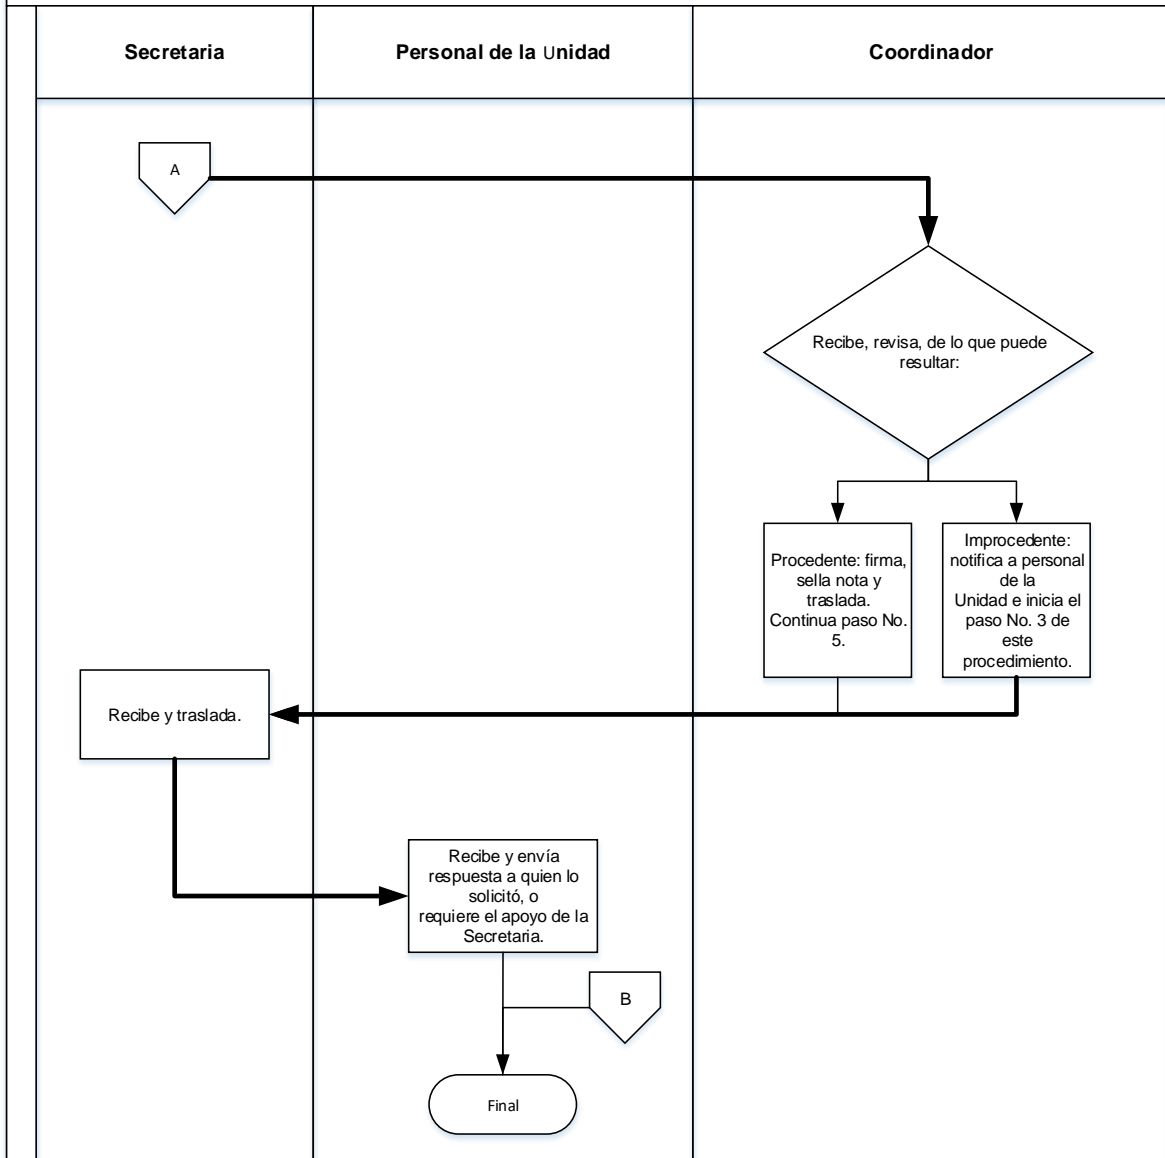 Secretaria
Personal de la Unidad
Coordinador
A
Recibe, revisa, de lo que puede
resultar:
Procedente: firma,
sella nota y
traslada.
Continua paso No.
5.
Improcedente:
notifica a personal
de la
Unidad e inicia el
paso No. 3 de
este
procedimiento.
Recibe y traslada.
Recibe y envía
respuesta a quien lo
solicitó, o
requiere el apoyo de la
Secretaria.
B
Final